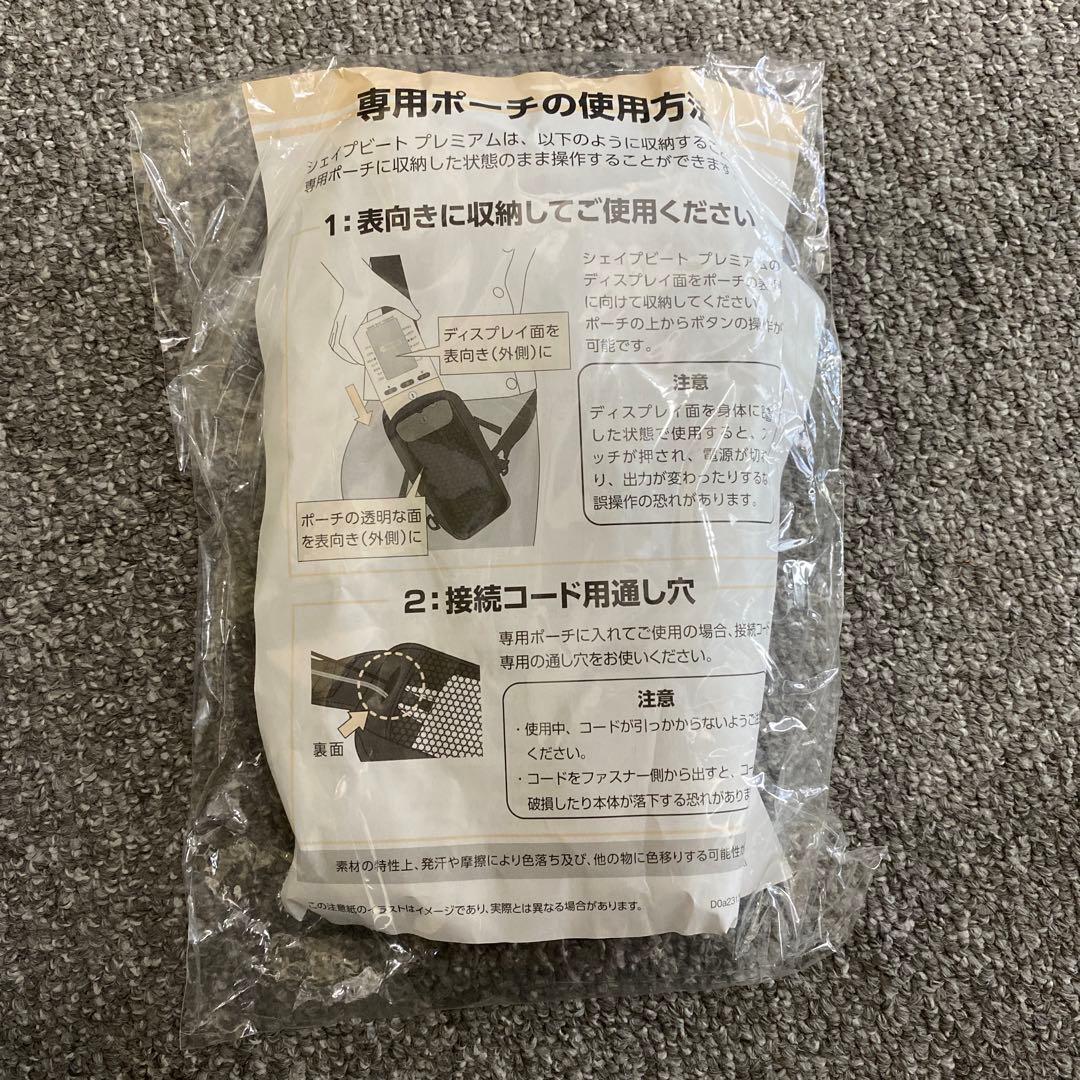 専用ポーチの使用方法
シェイプビート プレミアムは、以下のように収納するこ
専用ポーチに収納した状態のまま操作することができます
1：表向きに収納してご使用ください
シェイプビート プレミアムの
ディスプレイ面をポーチの表側
に向けて収納してください。
ポーチの上からボタンの操作が
可能です。
ディスプレイ面を
表向き（外側）に
注意
ディスプレイ面を身体に
した状態で使用すると、ス
ッチが押され、電源が切れ
り、出力が変わったりするな
誤操作の恐れがあります。
ポーチの透明な面
を表向き（外側）に
2：接続コード用通し穴
専用ポーチに入れてご使用の場合、接続コー
専用の通し穴をお使いください。
裏面
注意
・使用中、コードが引っかからないようご注
ください。
・コードをファスナー側から出すと、コー
破損したり本体が落下する恐れがありま
素材の特性上、発汗や摩擦により色落ち及び、他の物に色移りする可能性が
この注意紙のイラストはイメージであり、実際とは異なる場合があります。
D0a231